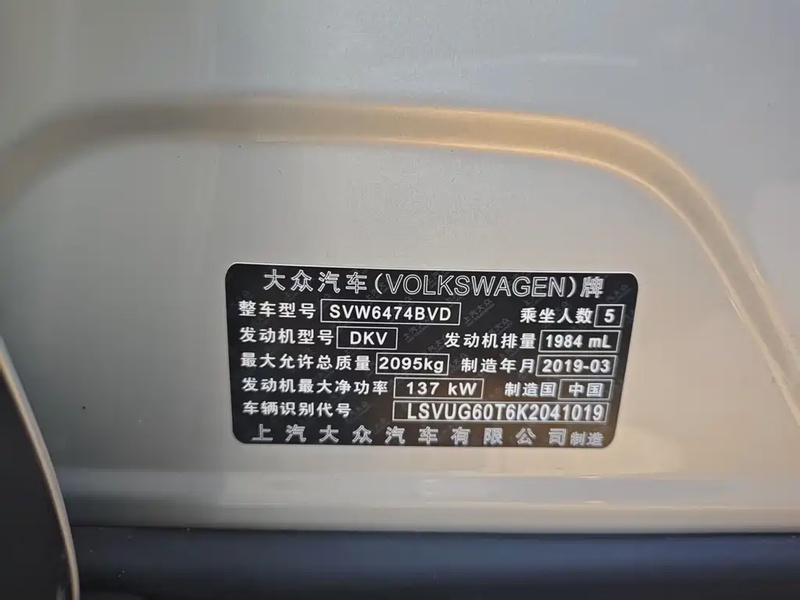 大众汽车(VOLKSWAGEN)牌
整车型号 SVW6474BVD 乘坐人数 5
发动机型号 DKV 发动机排量 1984 mL
最大允许总质量 2095kg 制造年月 2019-03
发动机最大净功率 137 kW 制造国 中国
车辆识别代号 LSVUG60T6K2041019
上汽大众汽车有限公司制造